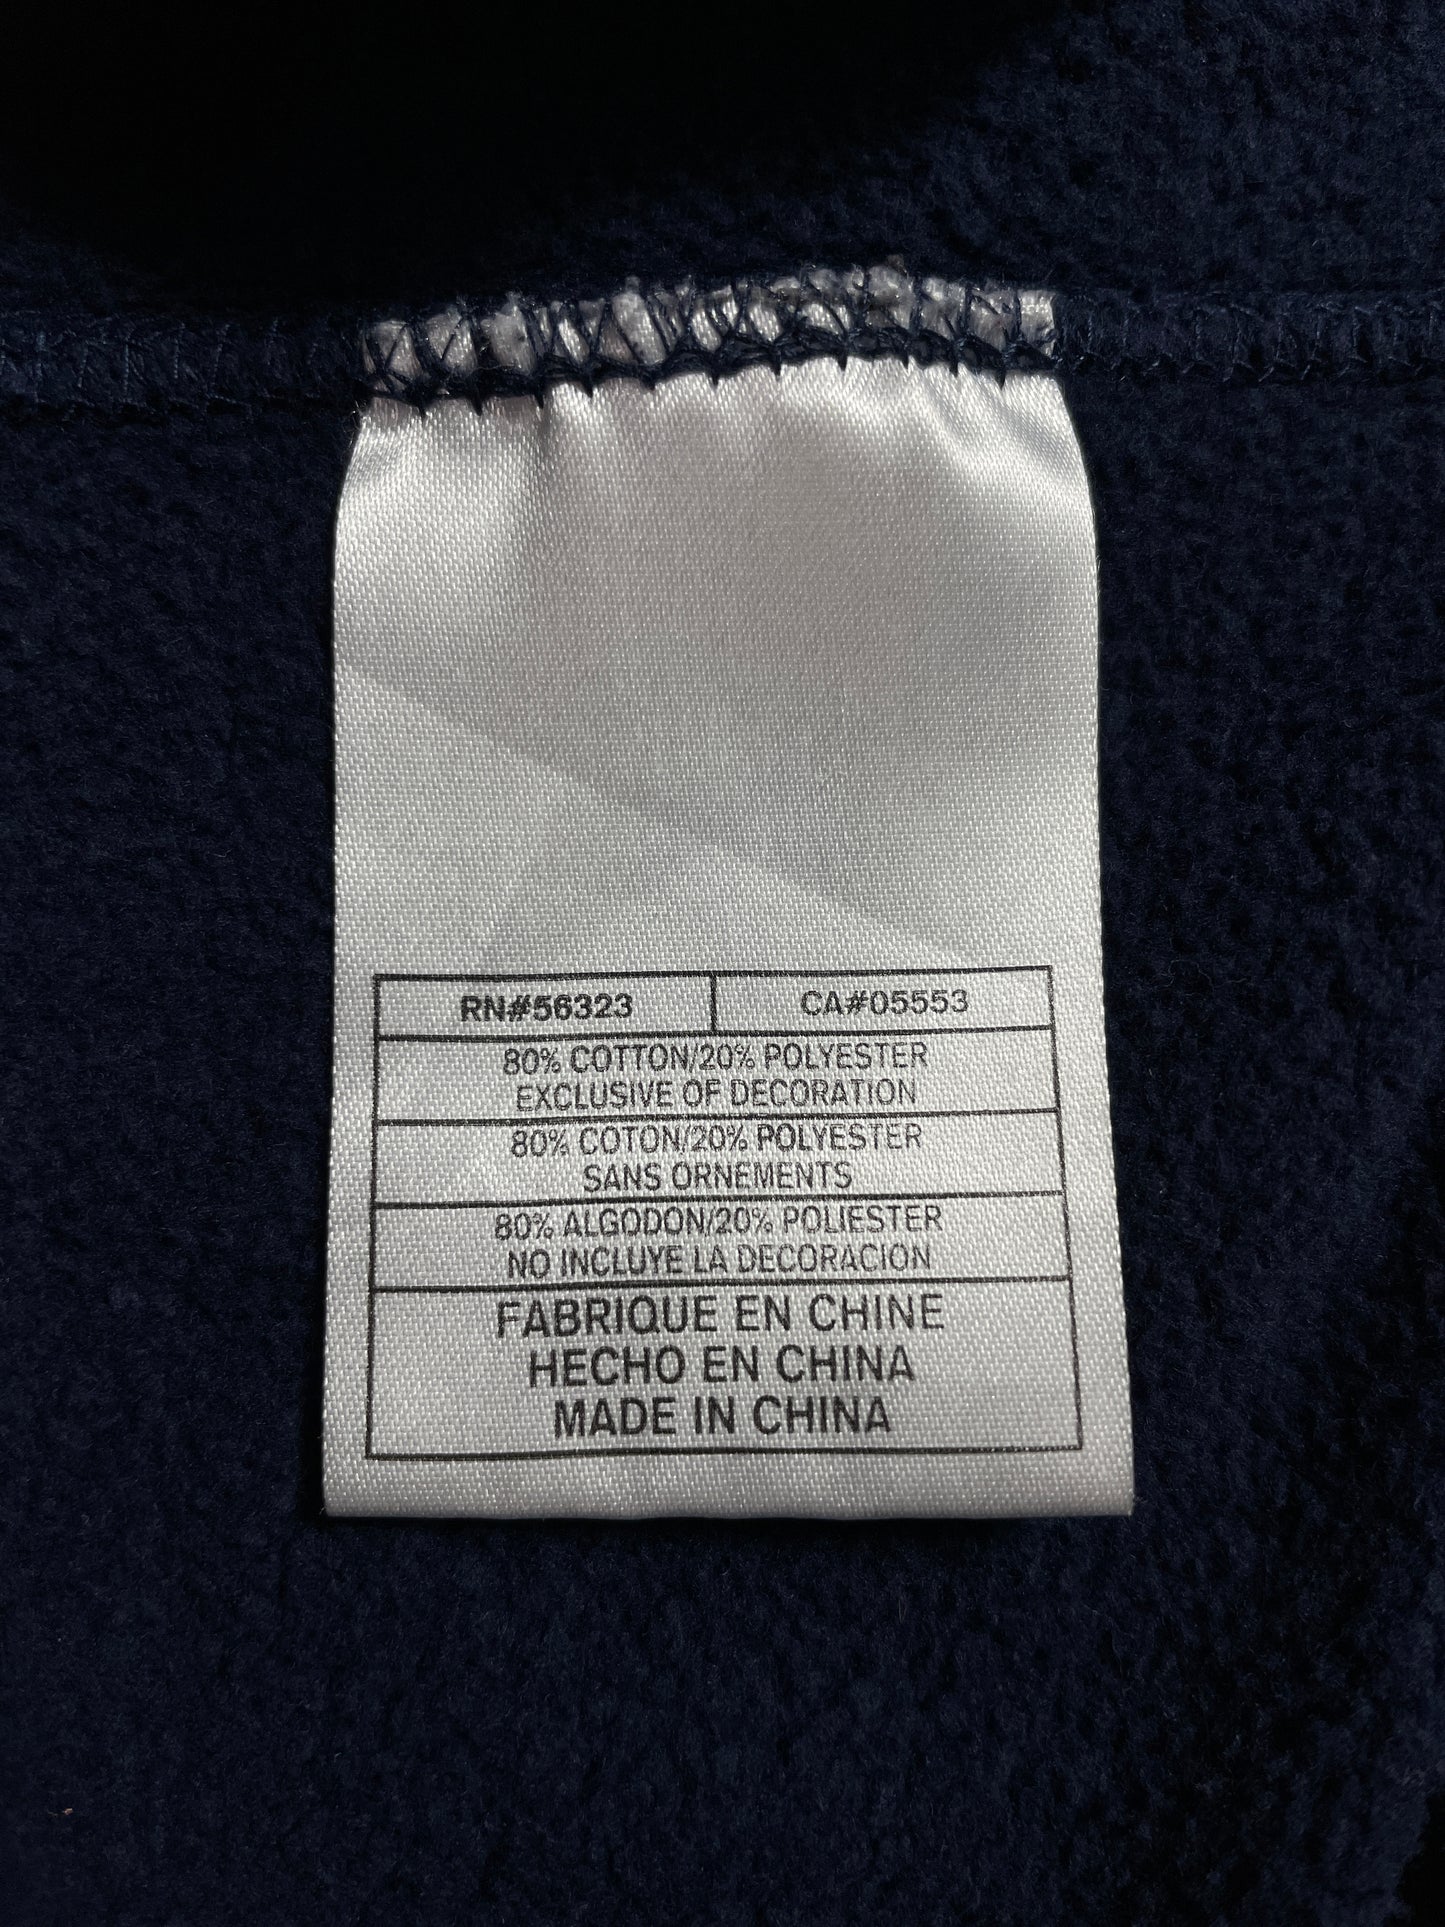 RN#56323 CA#05553
80% COTTON/20% POLYESTER
EXCLUSIVE OF DECORATION
80% COTON/20% POLYESTER
SANS ORNEMENTS
80% ALGODON/20% POLIESTER
NO INCLUYE LA DECORACION
FABRIQUE EN CHINE
HECHO EN CHINA
MADE IN CHINA